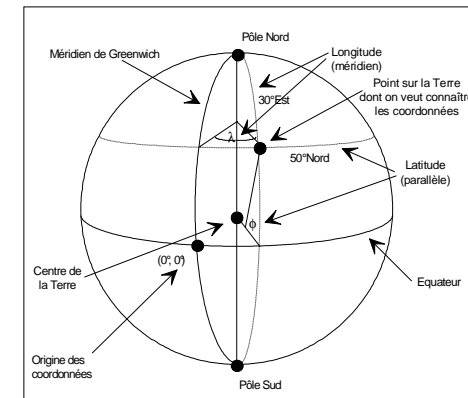 Pôle Nord
Méridien de Greenwich
Longitude
(méridien)
30°Est
Point sur la Terre
dont on veut connaître
les coordonnées
λ
50°Nord
Latitude
(parallèle)
ϕ
(0°, 0°)
Centre de
la Terre
Equateur
Origine des
coordonnées
Pôle Sud